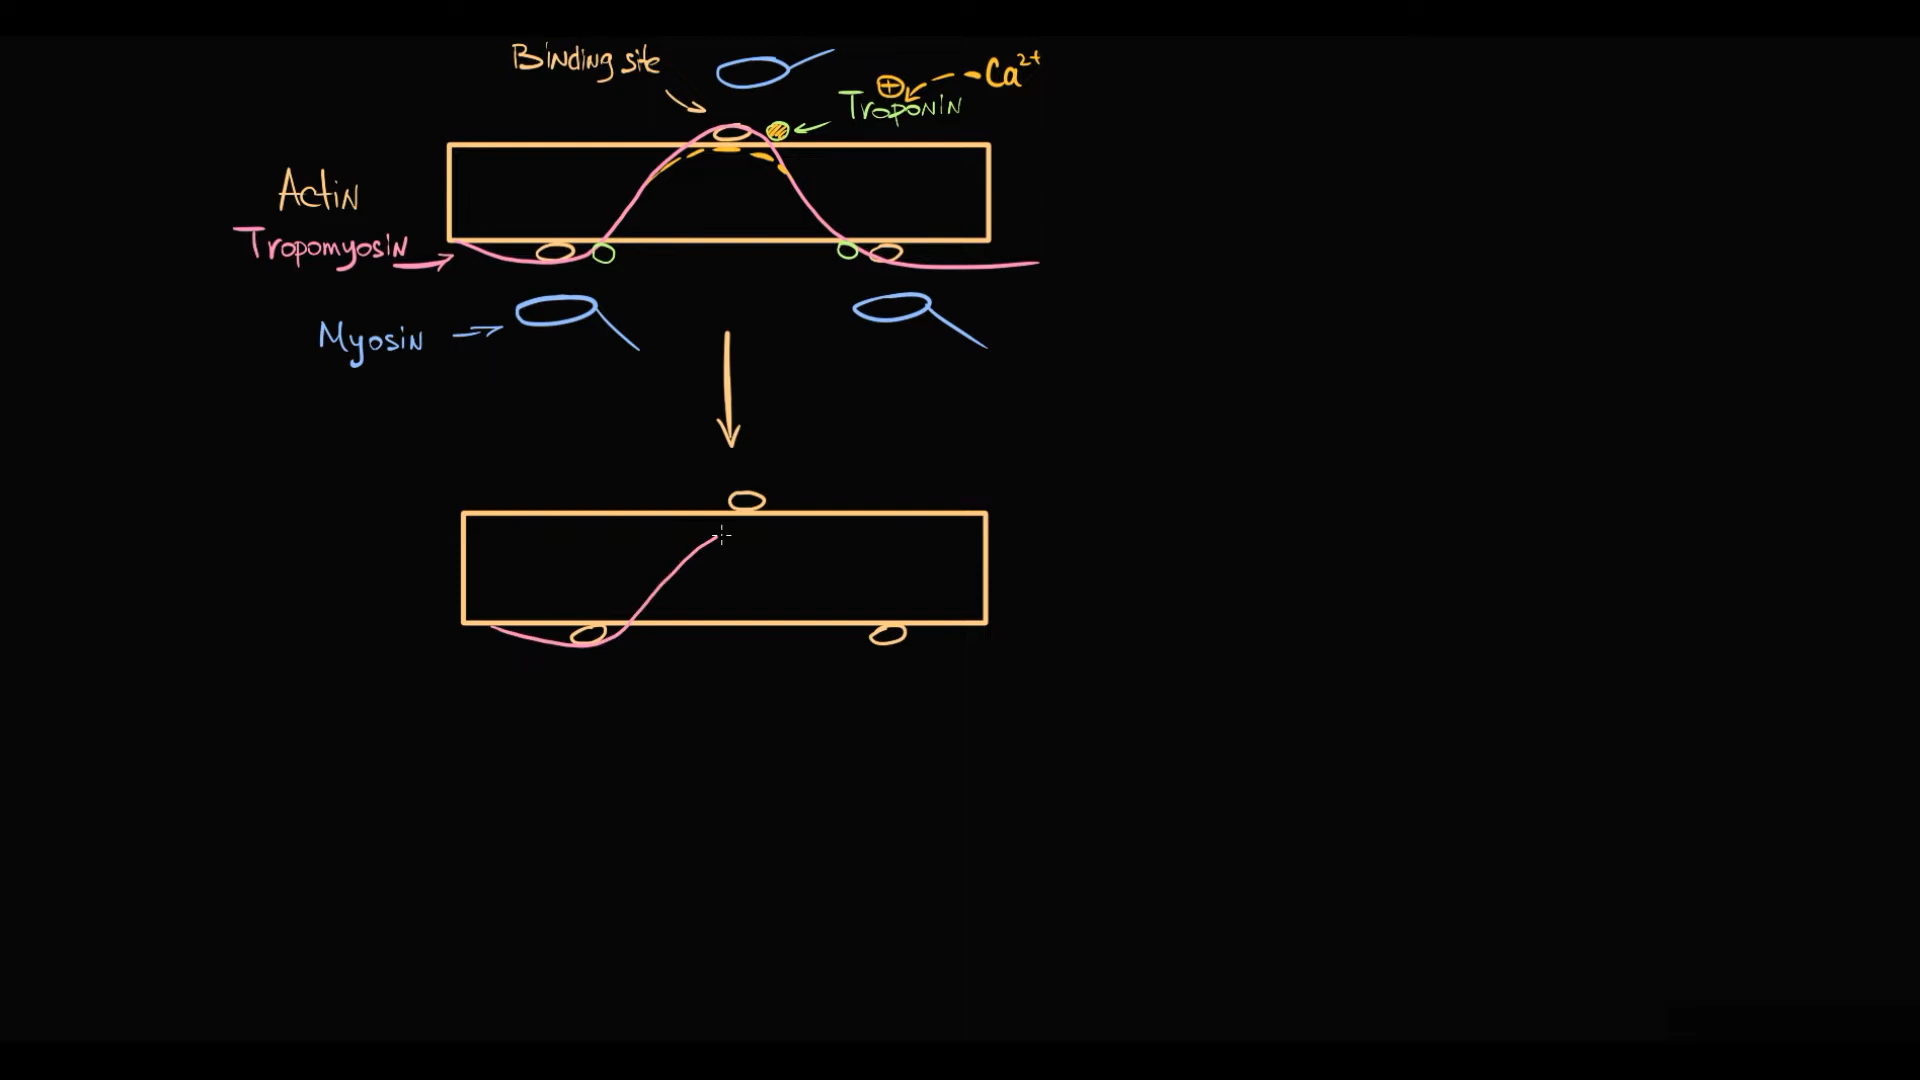 Binding site
Ca²⁺
Troponin
Actin
Tropomyosin
Myosin